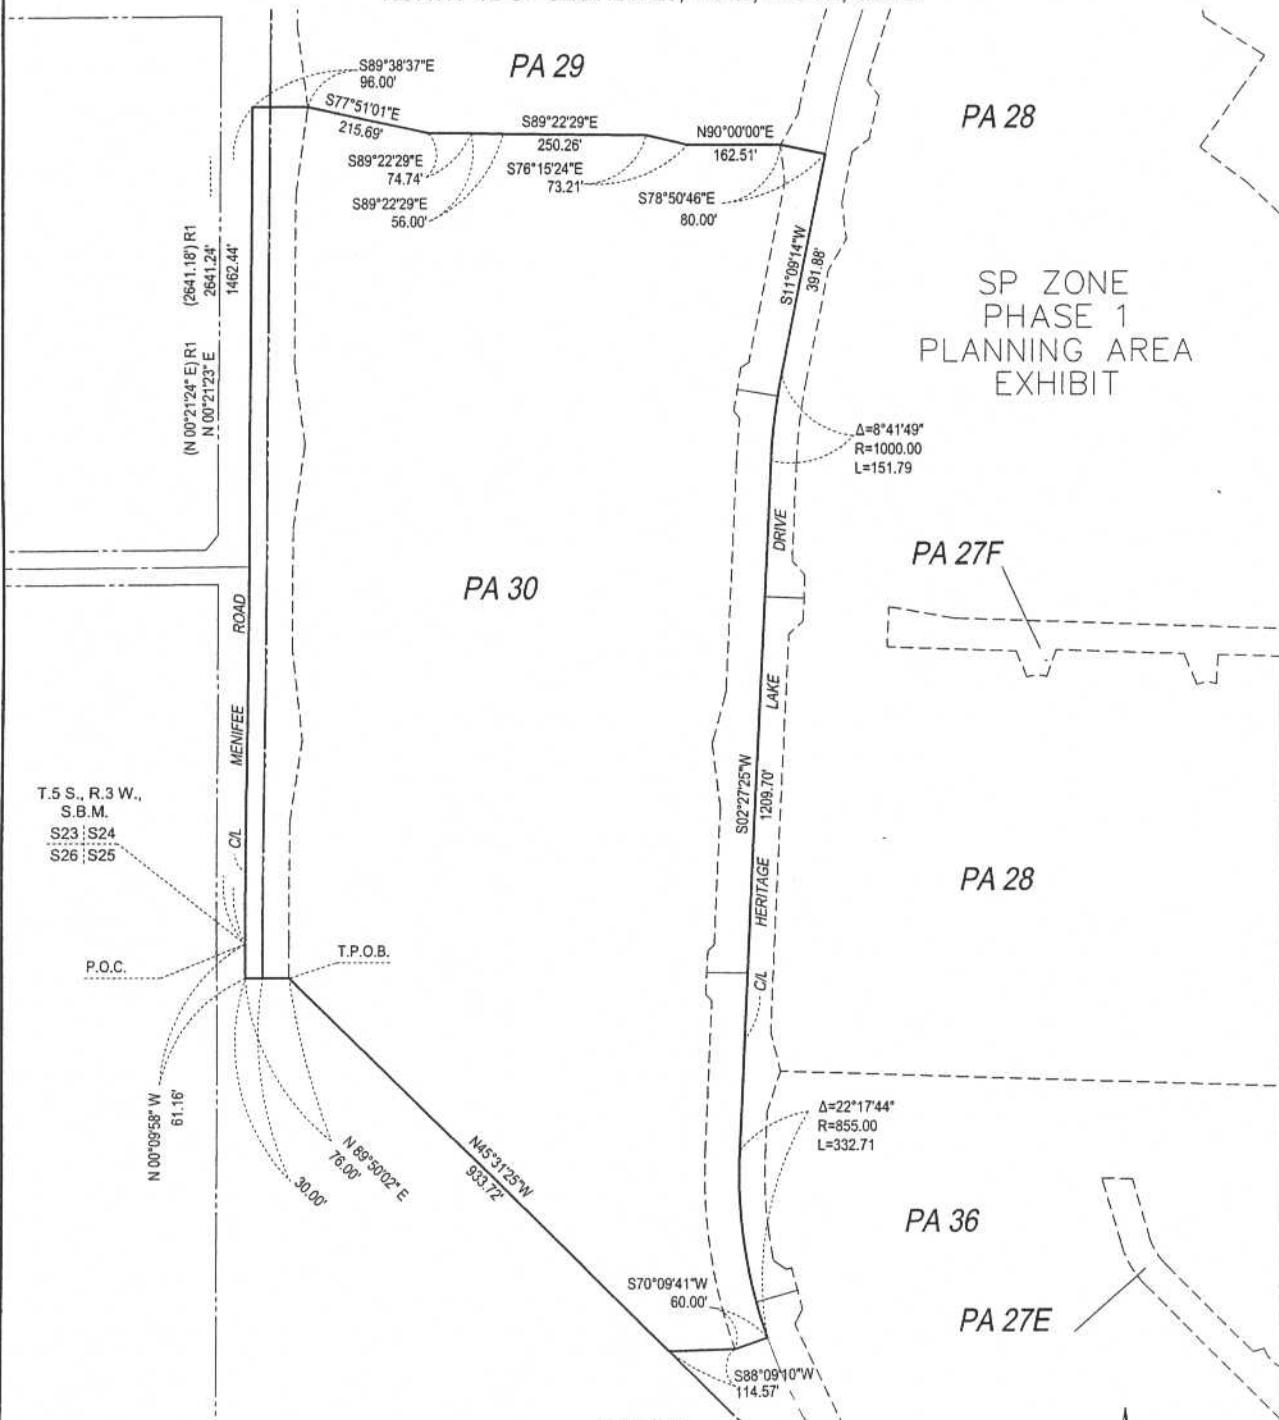 PA 29
S89°38'37"E
96.00'
S77°51'01"E
215.69'
S89°22'29"E
74.74'
S89°22'29"E
56.00'
S89°22'29"E
250.26'
S76°15'24"E
73.21'
N90°00'00"E
162.51'
S78°50'46"E
80.00'
PA 28
(N 00°21'24" E) R1 (2641.18') R1
N 00°21'23" E 2641.24'
1462.44'
S11°09'14"W
391.88'
SP ZONE
PHASE 1
PLANNING AREA
EXHIBIT
Δ=8°41'49"
R=1000.00
L=151.79
PA 27F
PA 30
C/L MENIFEE ROAD
C/L HERITAGE LAKE DRIVE
S02°27'25"W
1209.70'
T.5 S., R.3 W.,
S.B.M.
S23 S24
S26 S25
PA 28
P.O.C.
T.P.O.B.
N 00°09'58" W
61.16'
30.00'
N 89°50'02" E
76.00'
N45°31'25"W
933.72'
Δ=22°17'44"
R=855.00
L=332.71
PA 36
S70°09'41"W
60.00'
PA 27E
S88°09'10"W
114.57'